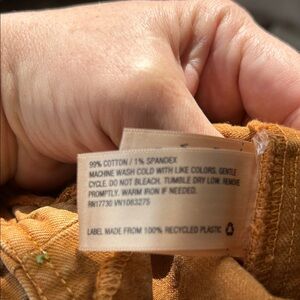 99% COTTON / 1% SPANDEX
MACHINE WASH COLD WITH LIKE COLORS, GENTLE
CYCLE. DO NOT BLEACH. TUMBLE DRY LOW. REMOVE
PROMPTLY. WARM IRON IF NEEDED.
RN17730 VN1083275
LABEL MADE FROM 100% RECYCLED PLASTIC